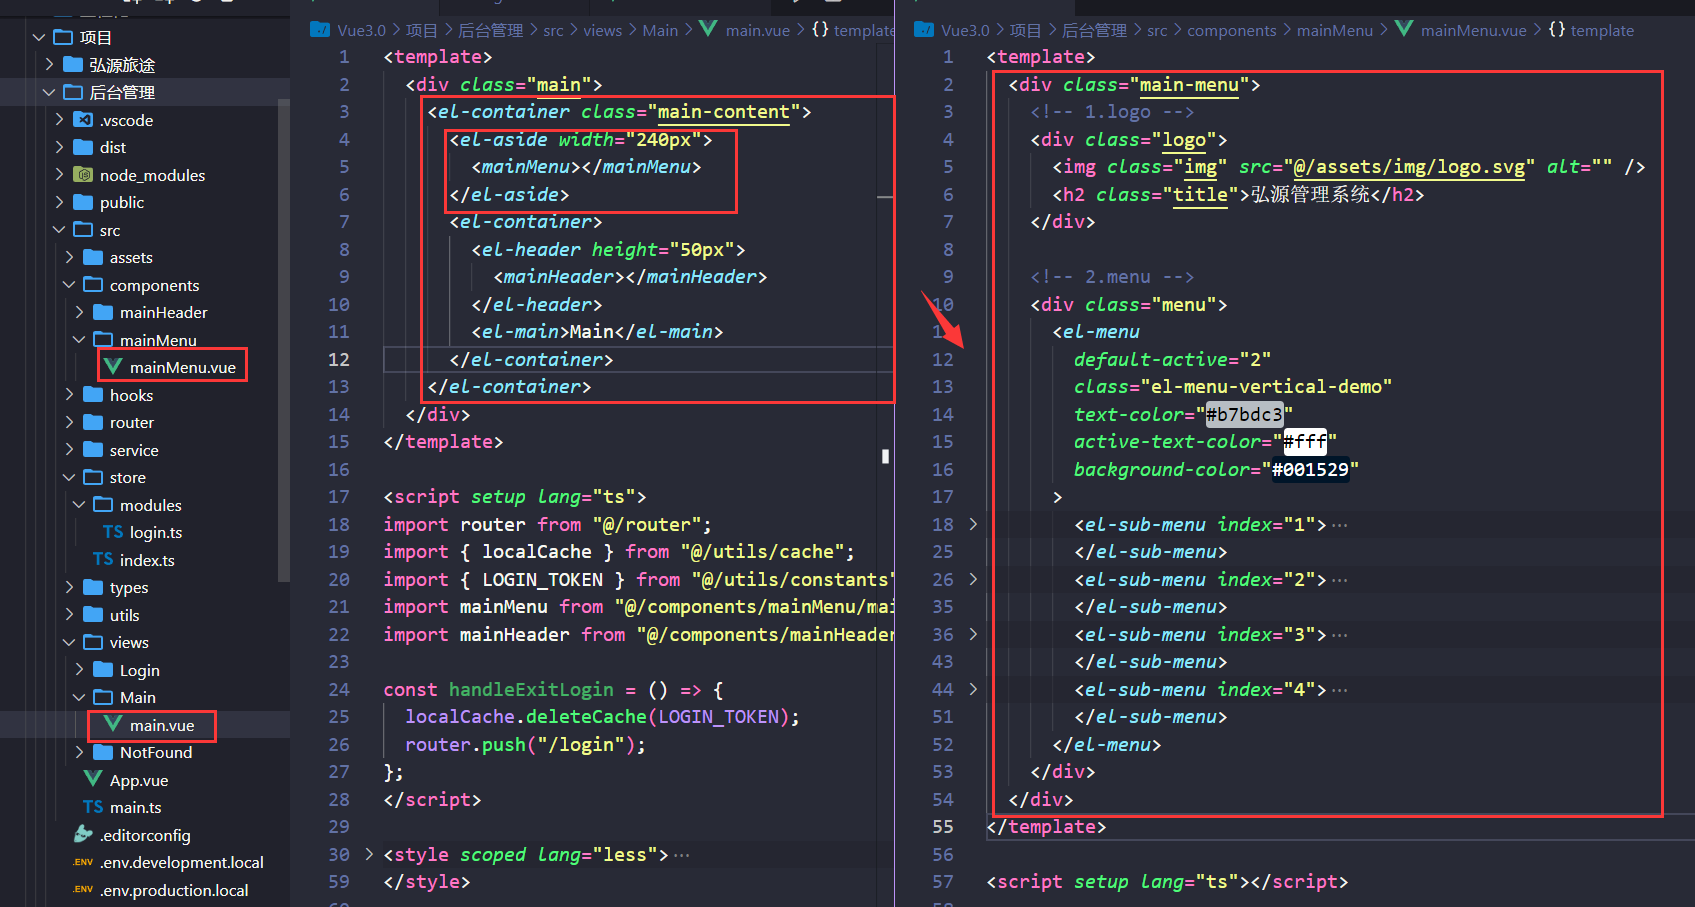 项目
弘源旅途
后台管理
.vscode
dist
node_modules
public
src
assets
components
mainHeader
mainMenu
mainMenu.vue
hooks
router
service
store
modules
TS login.ts
TS index.ts
types
utils
views
Login
Main
main.vue
NotFound
App.vue
TS main.ts
.editorconfig
.ENV .env.development.local
.ENV .env.production.local
Vue3.0 > 项目 > 后台管理 > src > views > Main > main.vue > {} template
1 <template>
2 <div class="main">
3 <el-container class="main-content">
4 <el-aside width="240px">
5 <mainMenu></mainMenu>
6 </el-aside>
7 <el-container>
8 <el-header height="50px">
9 <mainHeader></mainHeader>
10 </el-header>
11 <el-main>Main</el-main>
12 </el-container>
13 </el-container>
14 </div>
15 </template>
16
17 <script setup lang="ts">
18 import router from "@/router";
19 import { localCache } from "@/utils/cache";
20 import { LOGIN_TOKEN } from "@/utils/constants"
21 import mainMenu from "@/components/mainMenu/mai
22 import mainHeader from "@/components/mainHeader
23
24 const handleExitLogin = () => {
25 localCache.deleteCache(LOGIN_TOKEN);
26 router.push("/login");
27 };
28 </script>
29
30 > <style scoped lang="less">···
59 </style>
Vue3.0 > 项目 > 后台管理 > src > components > mainMenu > mainMenu.vue > {} template
1 <template>
2 <div class="main-menu">
3 <!-- 1.logo -->
4 <div class="logo">
5 <img class="img" src="@/assets/img/logo.svg" alt="" />
6 <h2 class="title">弘源管理系统</h2>
7 </div>
8
9 <!-- 2.menu -->
10 <div class="menu">
11 <el-menu
12 default-active="2"
13 class="el-menu-vertical-demo"
14 text-color="#b7bdc3"
15 active-text-color="#fff"
16 background-color="#001529"
17 >
18 > <el-sub-menu index="1">···
25 </el-sub-menu>
26 > <el-sub-menu index="2">···
35 </el-sub-menu>
36 > <el-sub-menu index="3">···
43 </el-sub-menu>
44 > <el-sub-menu index="4">···
51 </el-sub-menu>
52 </el-menu>
53 </div>
54 </div>
55 </template>
56
57 <script setup lang="ts"></script>